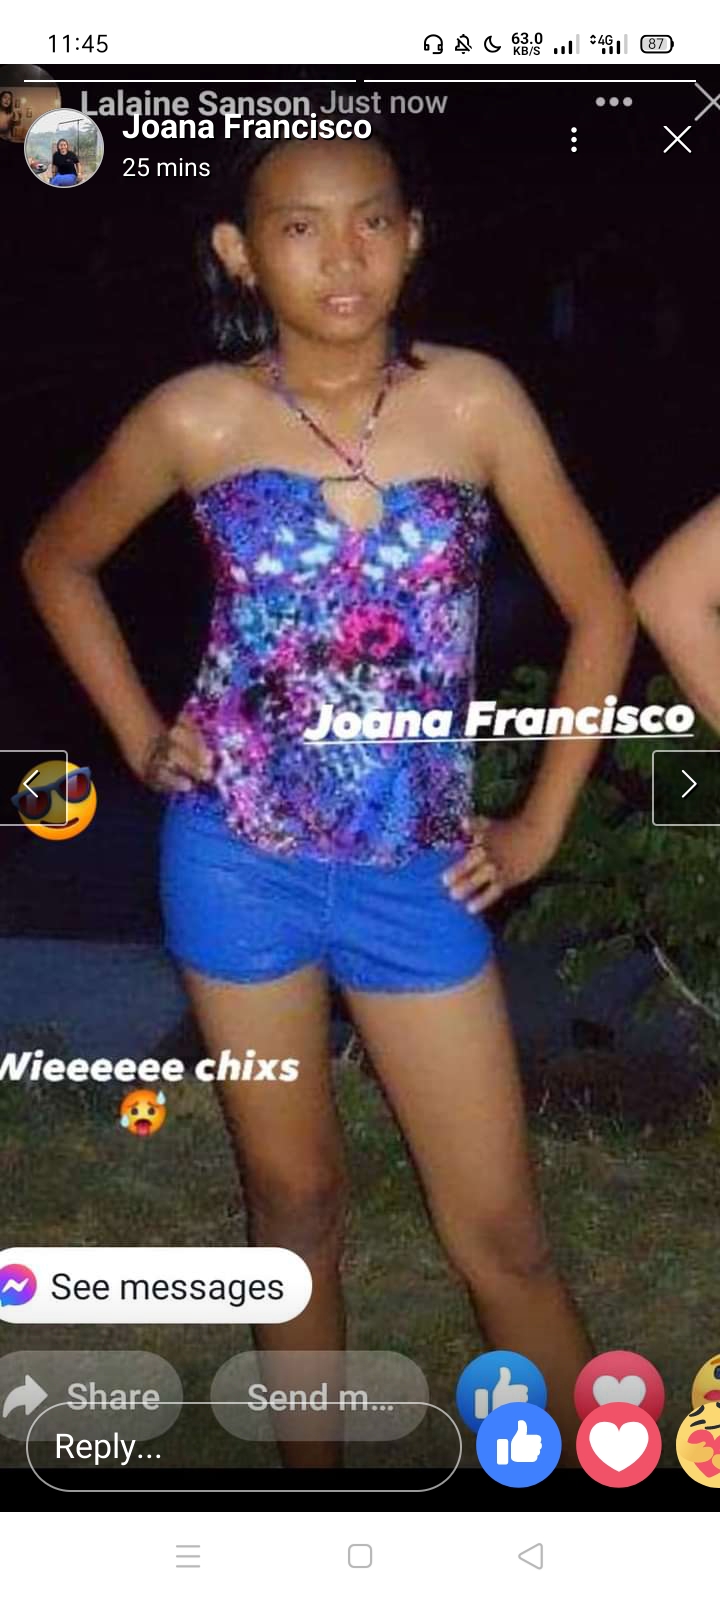 11:45
63.0
KB/S
4G
87
Lalaine Sanson Just now
Joana Francisco
25 mins
Joana Francisco
Wieeeeee chixs
See messages
Share
Send m...
Reply...